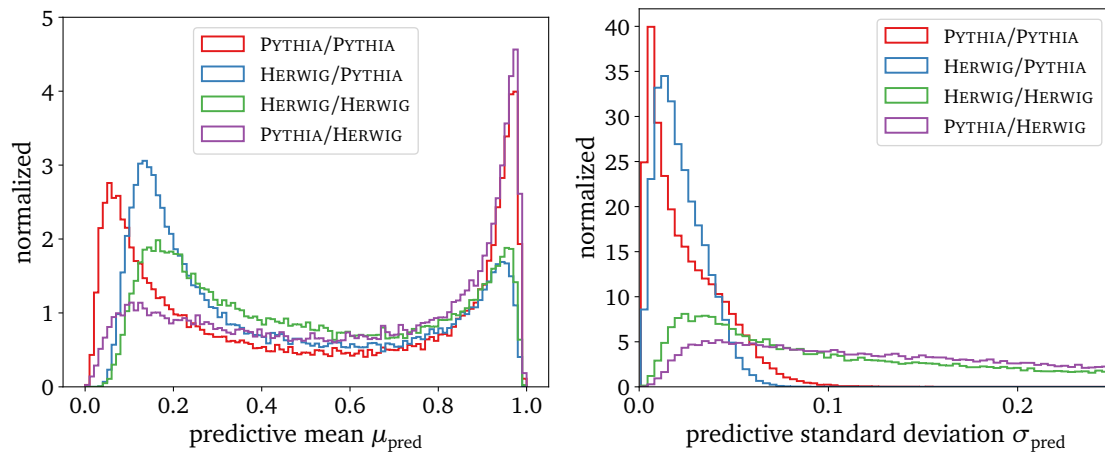 5
4
3
2
1
0
normalized
PYTHIA/PYTHIA
HERWIG/PYTHIA
HERWIG/HERWIG
PYTHIA/HERWIG
0.0 0.2 0.4 0.6 0.8 1.0
predictive mean μpred
40
35
30
25
20
15
10
5
0
normalized
PYTHIA/PYTHIA
HERWIG/PYTHIA
HERWIG/HERWIG
PYTHIA/HERWIG
0.0 0.1 0.2
predictive standard deviation σpred